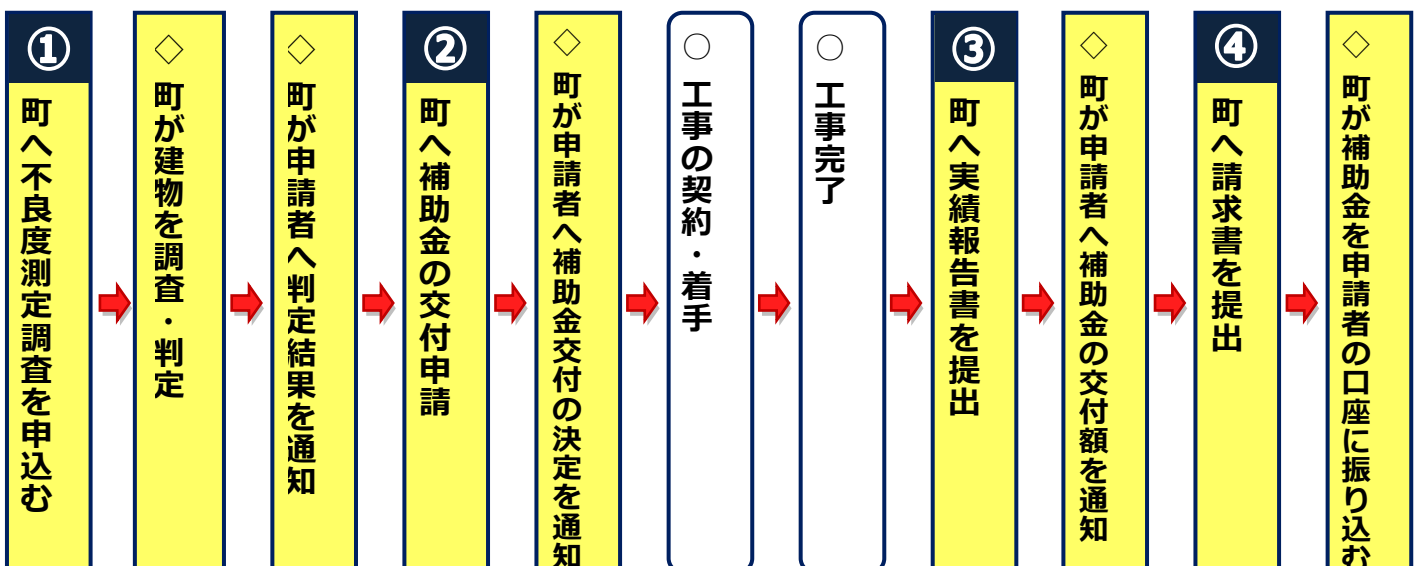 ①
町へ不良度測定調査を申込む
◇ 町が建物を調査・判定
◇ 町が申請者へ判定結果を通知
②
町へ補助金の交付申請
◇ 町が申請者へ補助金交付の決定を通知
○ 工事の契約・着手
○ 工事完了
③
町へ実績報告書を提出
◇ 町が申請者へ補助金の交付額を通知
④
町へ請求書を提出
◇ 町が補助金を申請者の口座に振り込む